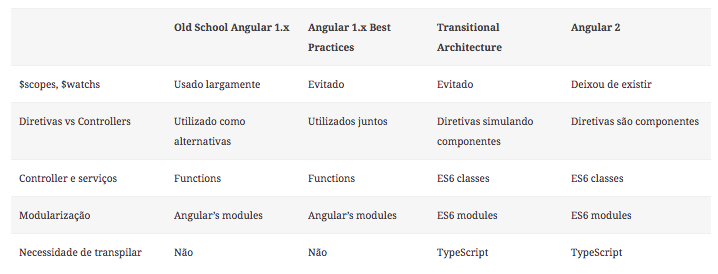 Old School Angular 1.x Angular 1.x Best Practices Transitional Architecture Angular 2
$scopes, $watchs Usado largamente Evitado Evitado Deixou de existir
Diretivas vs Controllers Utilizado como alternativas Utilizados juntos Diretivas simulando componentes Diretivas são componentes
Controller e serviços Functions Functions ES6 classes ES6 classes
Modularização Angular's modules Angular's modules ES6 modules ES6 modules
Necessidade de transpilar Não Não TypeScript TypeScript